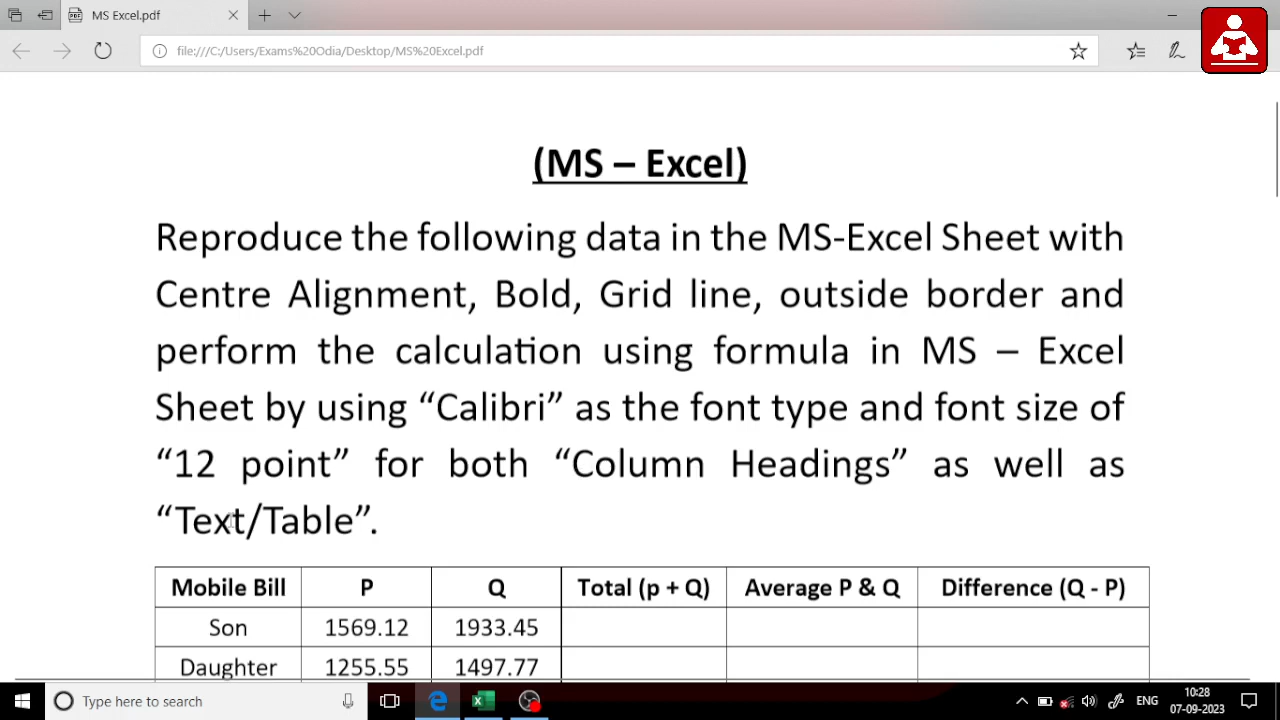 MS Excel.pdf
file:///C:/Users/Exams%20Odia/Desktop/MS%20Excel.pdf
(MS – Excel)
Reproduce the following data in the MS-Excel Sheet with
Centre Alignment, Bold, Grid line, outside border and
perform the calculation using formula in MS – Excel
Sheet by using “Calibri” as the font type and font size of
“12 point” for both “Column Headings” as well as
“Text/Table”.
Mobile Bill P Q Total (p + Q) Average P & Q Difference (Q - P)
Son 1569.12 1933.45
Daughter 1255.55 1497.77
Type here to search
ENG
10:28
07-09-2023